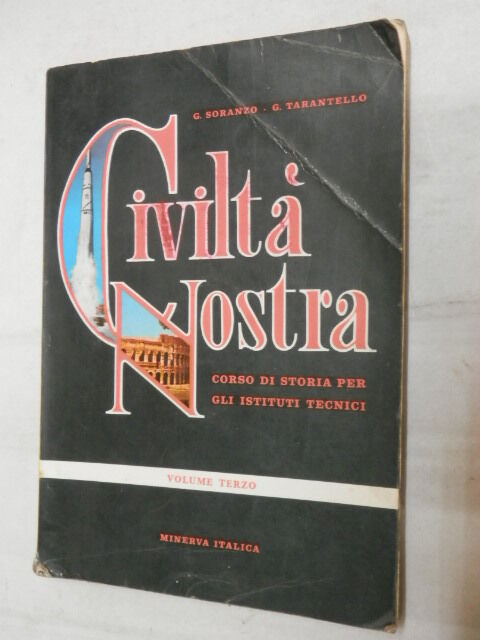 G. SORANZO - G. TARANTELLO
Civiltà
Nostra
CORSO DI STORIA PER
GLI ISTITUTI TECNICI
VOLUME TERZO
MINERVA ITALICA